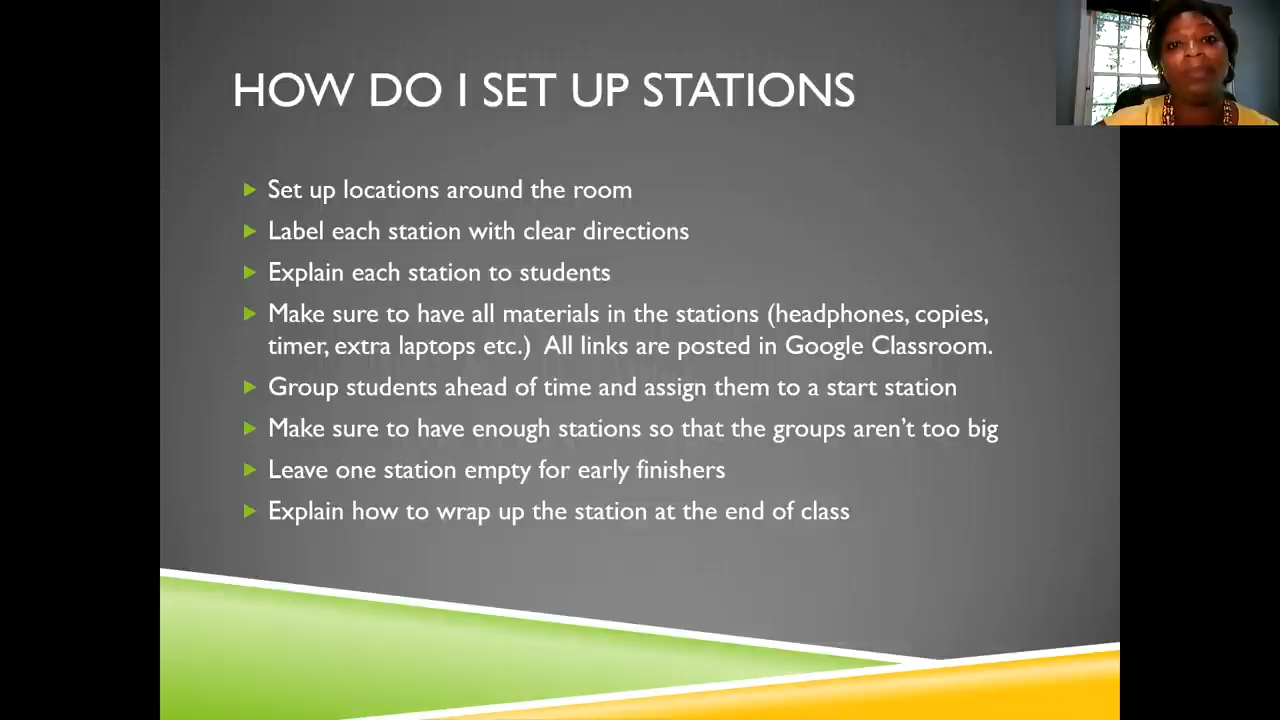 HOW DO I SET UP STATIONS
Set up locations around the room
Label each station with clear directions
Explain each station to students
Make sure to have all materials in the stations (headphones, copies,
timer, extra laptops etc.)  All links are posted in Google Classroom.
Group students ahead of time and assign them to a start station
Make sure to have enough stations so that the groups aren’t too big
Leave one station empty for early finishers
Explain how to wrap up the station at the end of class